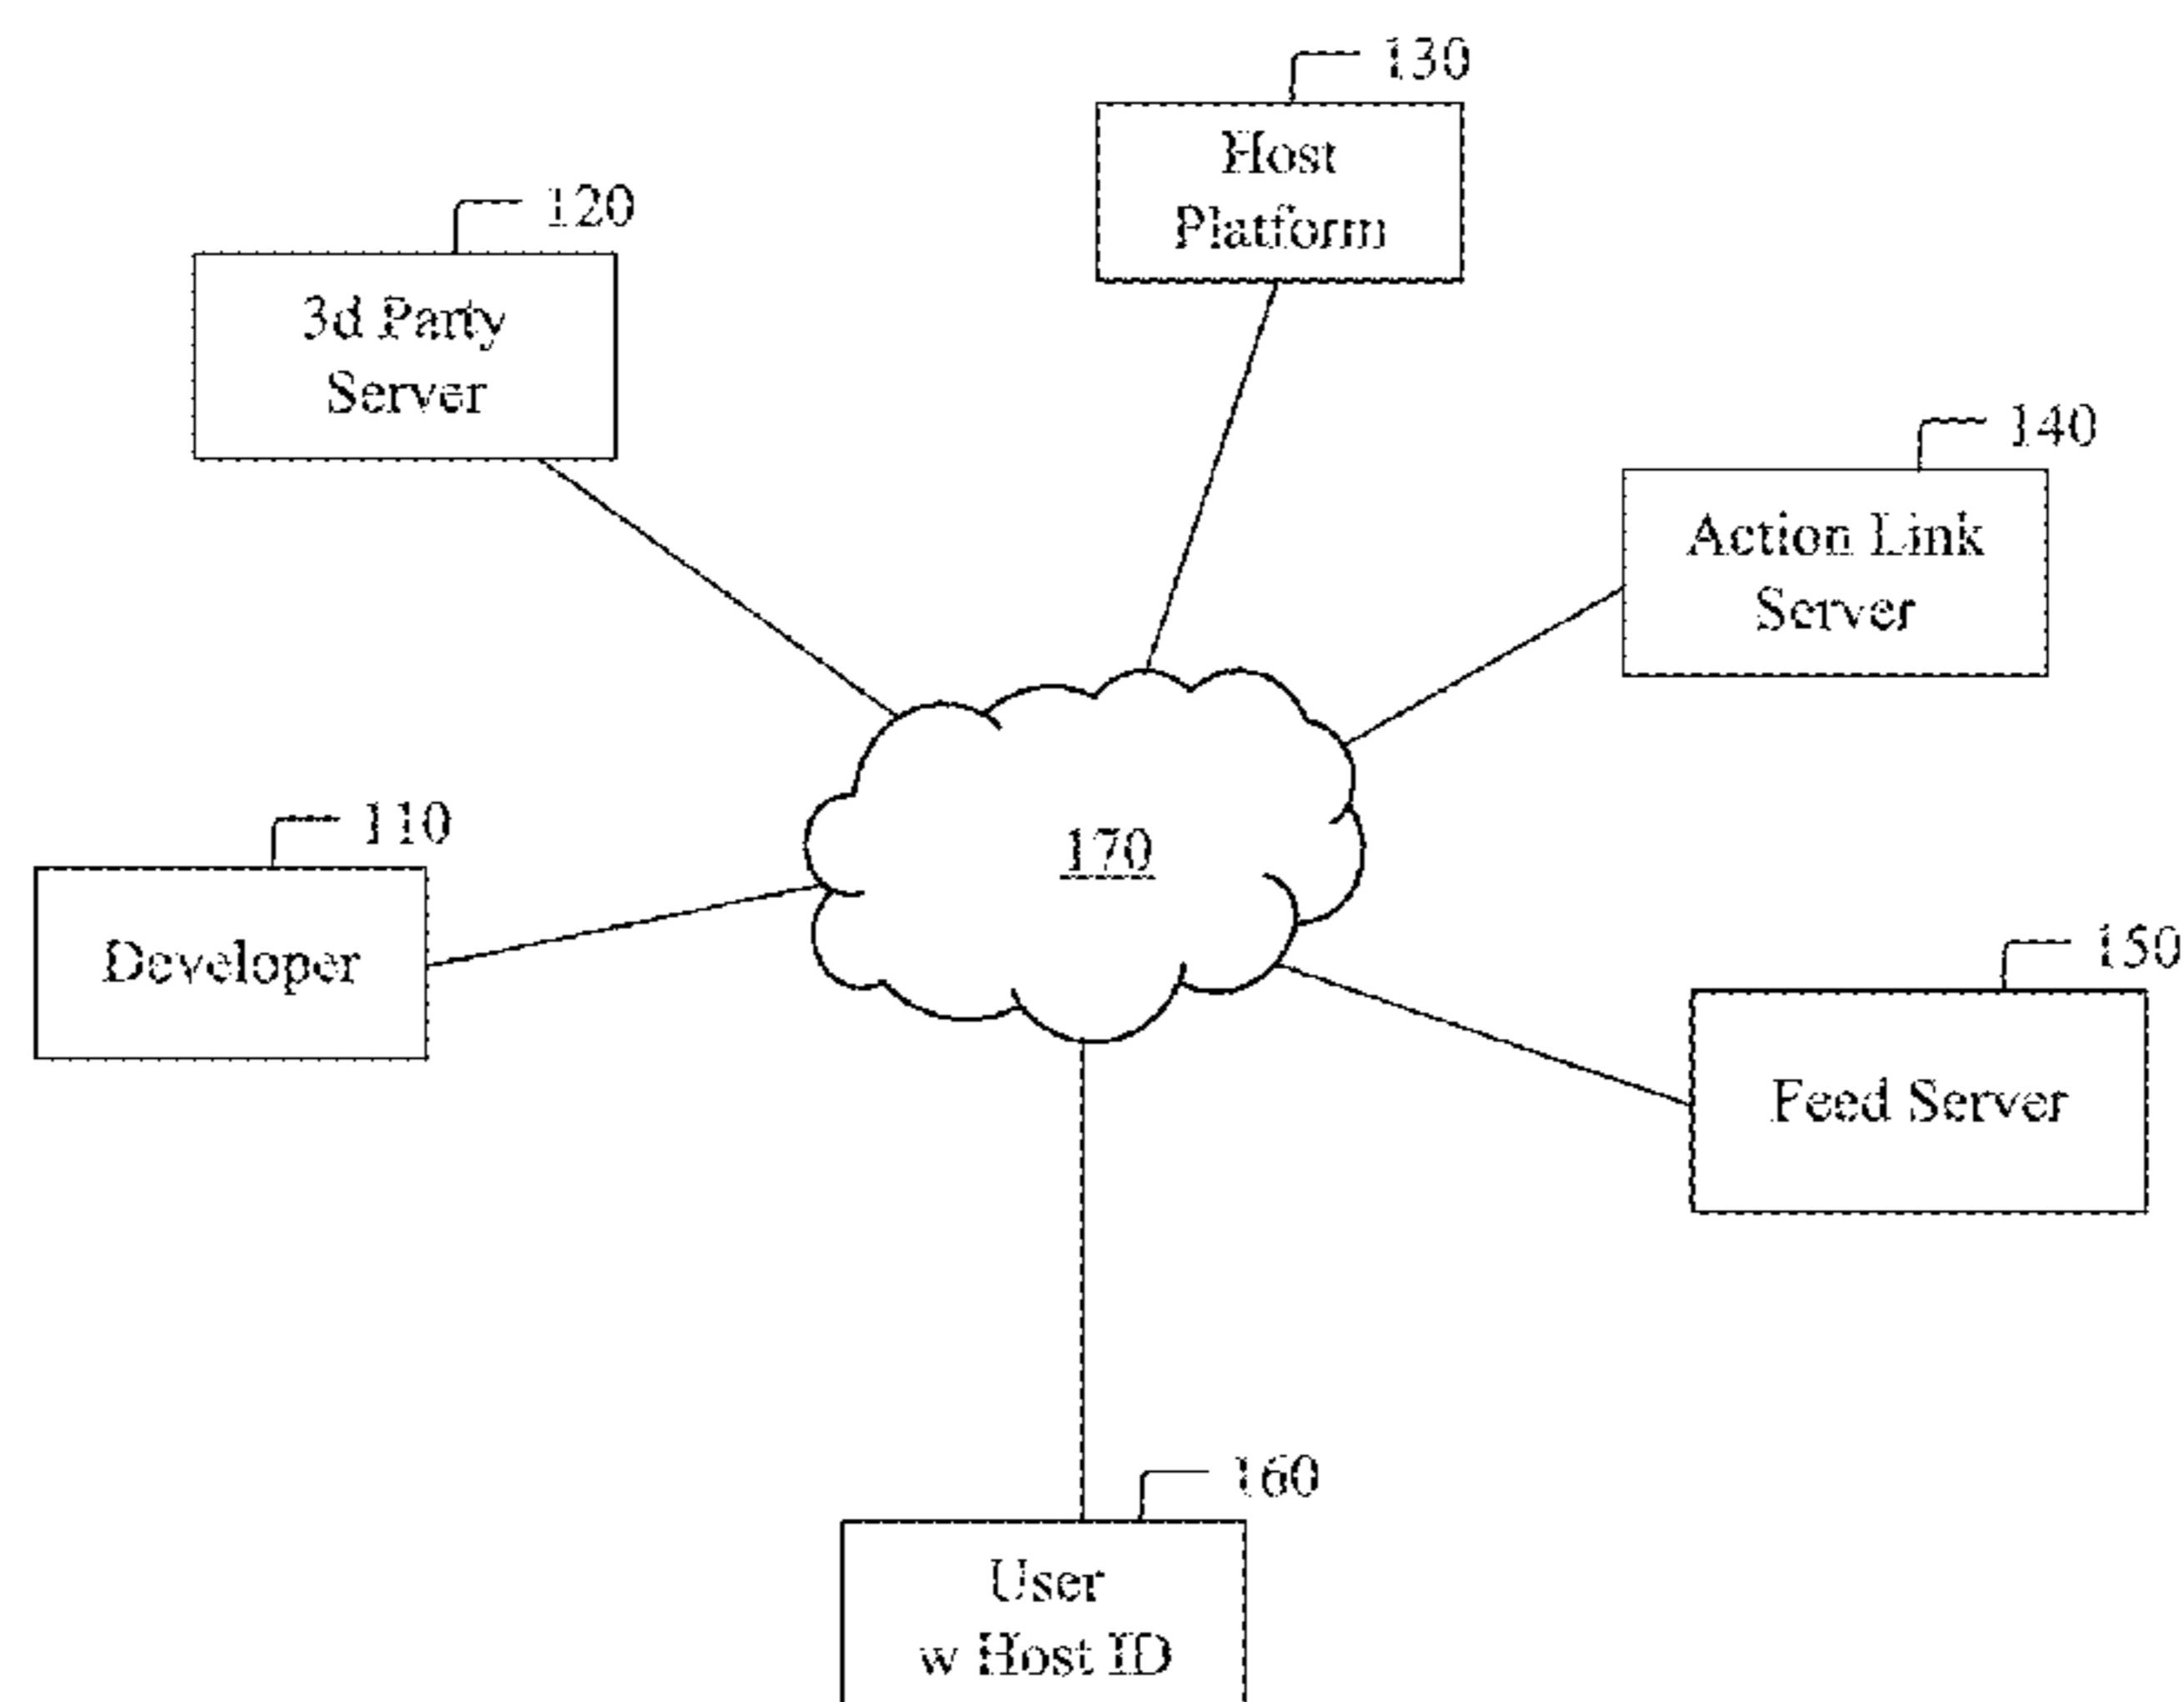 130
Host
Platform
120
3d Party
Server
140
Action Link
Server
110
Developer
170
150
Feed Server
160
User
w Host ID